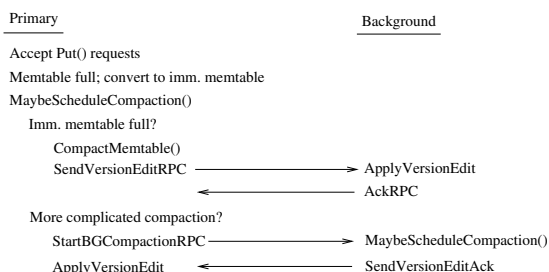 Primary
Background
Accept Put() requests
Memtable full; convert to imm. memtable
MaybeScheduleCompaction()
Imm. memtable full?
CompactMemtable()
SendVersionEditRPC ApplyVersionEdit
AckRPC
More complicated compaction?
StartBGCompactionRPC MaybeScheduleCompaction()
ApplyVersionEdit SendVersionEditAck